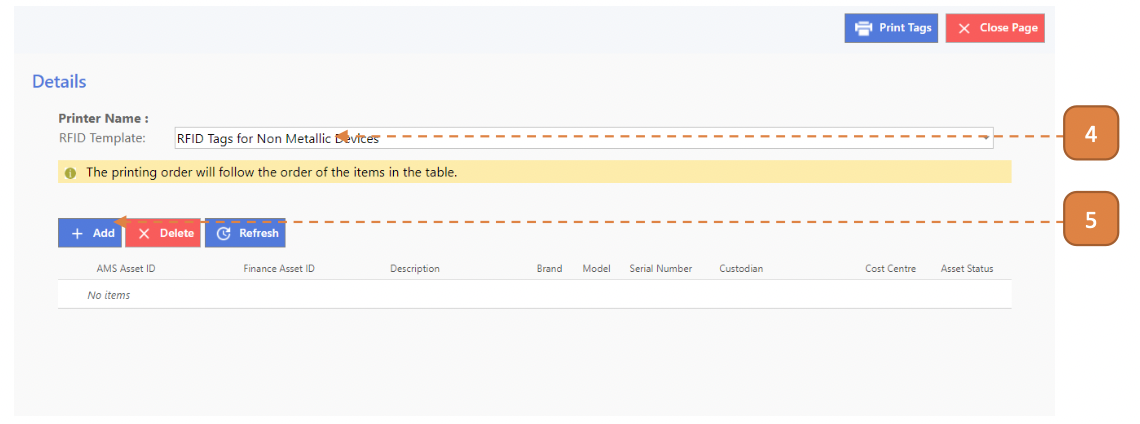 Print Tags
Close Page
Details
Printer Name :
RFID Template:
RFID Tags for Non Metallic Devices
4
The printing order will follow the order of the items in the table.
5
Add
Delete
Refresh
AMS Asset ID
Finance Asset ID
Description
Brand
Model
Serial Number
Custodian
Cost Centre
Asset Status
No items